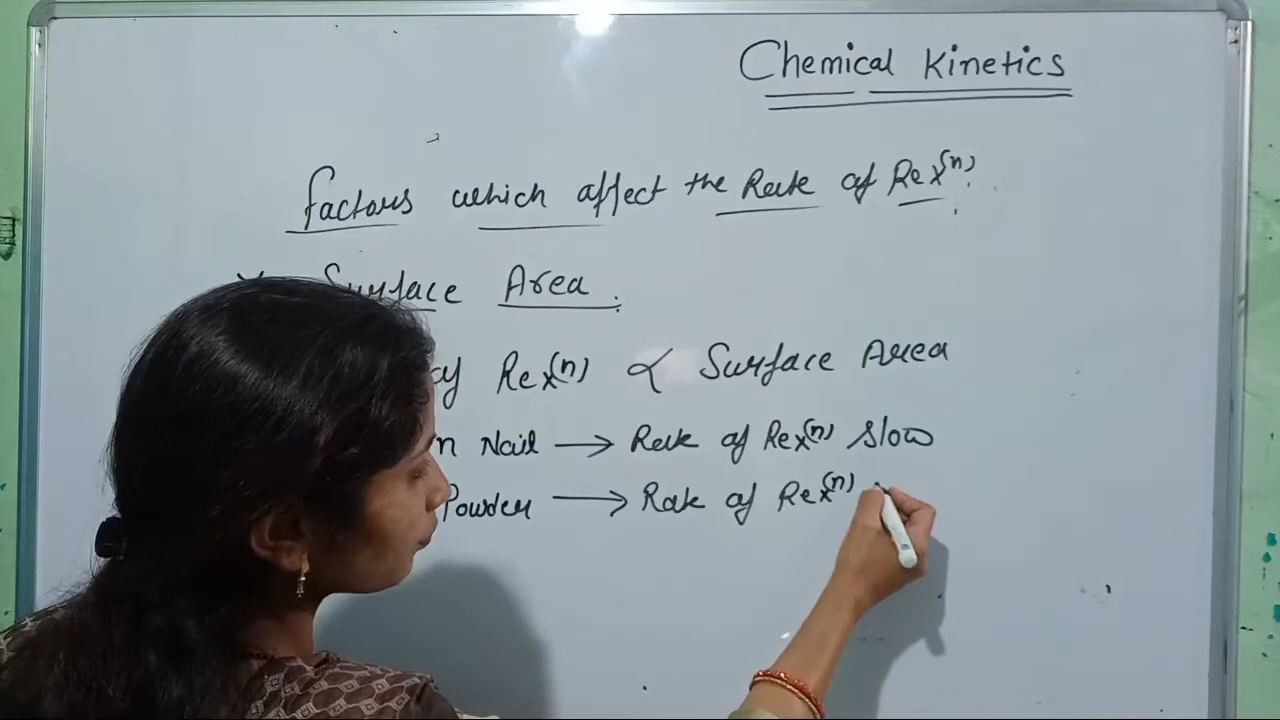 Chemical Kinetics
factors which affect the Rate of Rex(n).
Surface Area.
of Rex(n) ∝ Surface Area
n Nail → Rate of Rex(n) Slow
Powder → Rate of Rex(n)